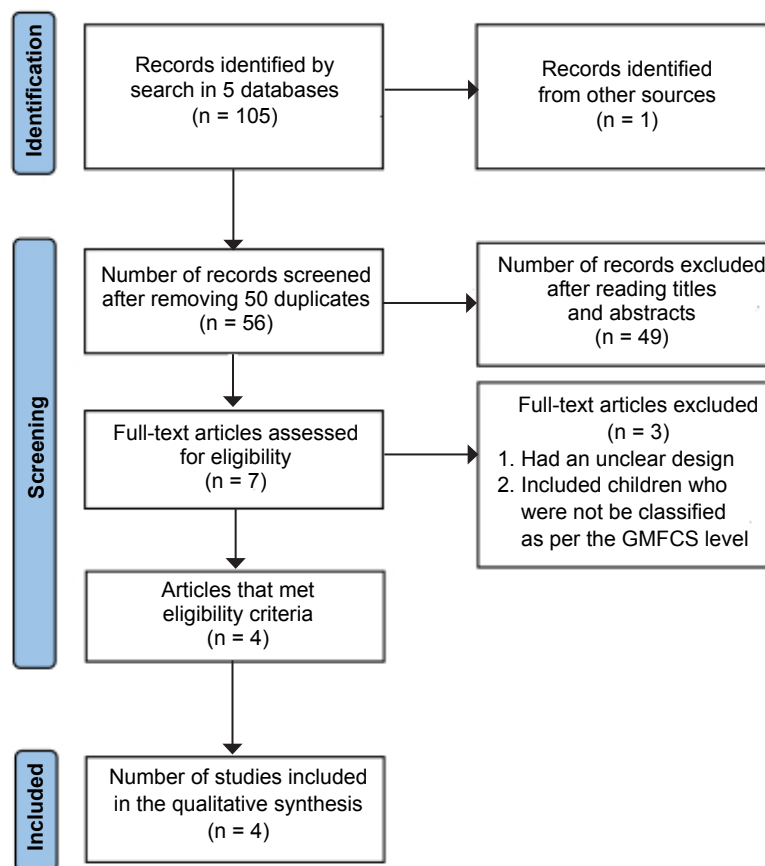 Identification
Records identified by
search in 5 databases
(n = 105)
Records identified
from other sources
(n = 1)
Screening
Number of records screened
after removing 50 duplicates
(n = 56)
Number of records excluded
after reading titles
and abstracts
(n = 49)
Full-text articles assessed
for eligibility
(n = 7)
Full-text articles excluded
(n = 3)
1. Had an unclear design
2. Included children who
were not be classified
as per the GMFCS level
Articles that met
eligibility criteria
(n = 4)
Included
Number of studies included
in the qualitative synthesis
(n = 4)